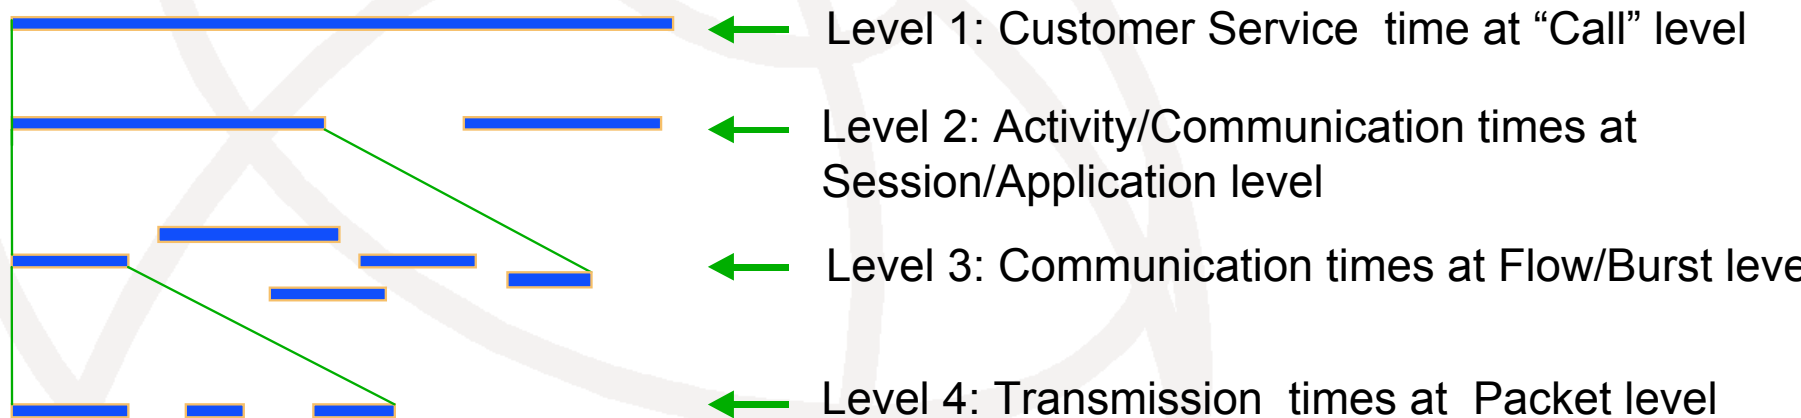 Level 1: Customer Service  time at “Call” level
Level 2: Activity/Communication times at
Session/Application level
Level 3: Communication times at Flow/Burst leve
Level 4: Transmission  times at  Packet level